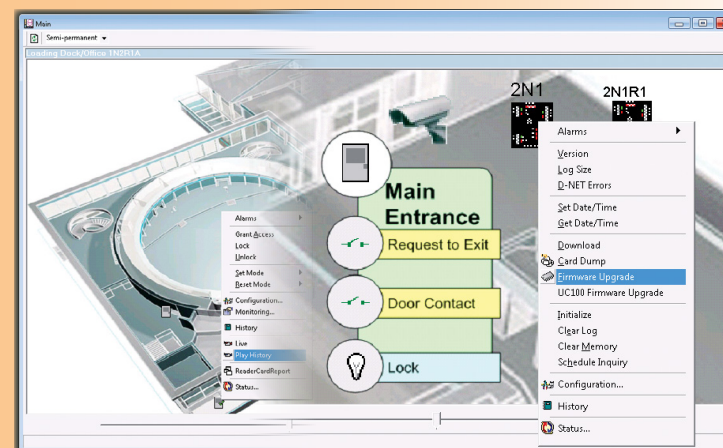 Main
Semi-permanent
Loading Dock/Office 1N2R1A
2N1
2N1R1
Main
Entrance
Request to Exit
Door Contact
Lock
Alarms
Grant Access
Lock
Unlock
Set Mode
Reset Mode
Configuration...
Monitoring...
History
Live
Play History
ReaderCardReport
Status...
Alarms
Version
Log Size
D-NET Errors
Set Date/Time
Get Date/Time
Download
Card Dump
Firmware Upgrade
UC100 Firmware Upgrade
Initialize
Clear Log
Clear Memory
Schedule Inquiry
Configuration...
History
Status...